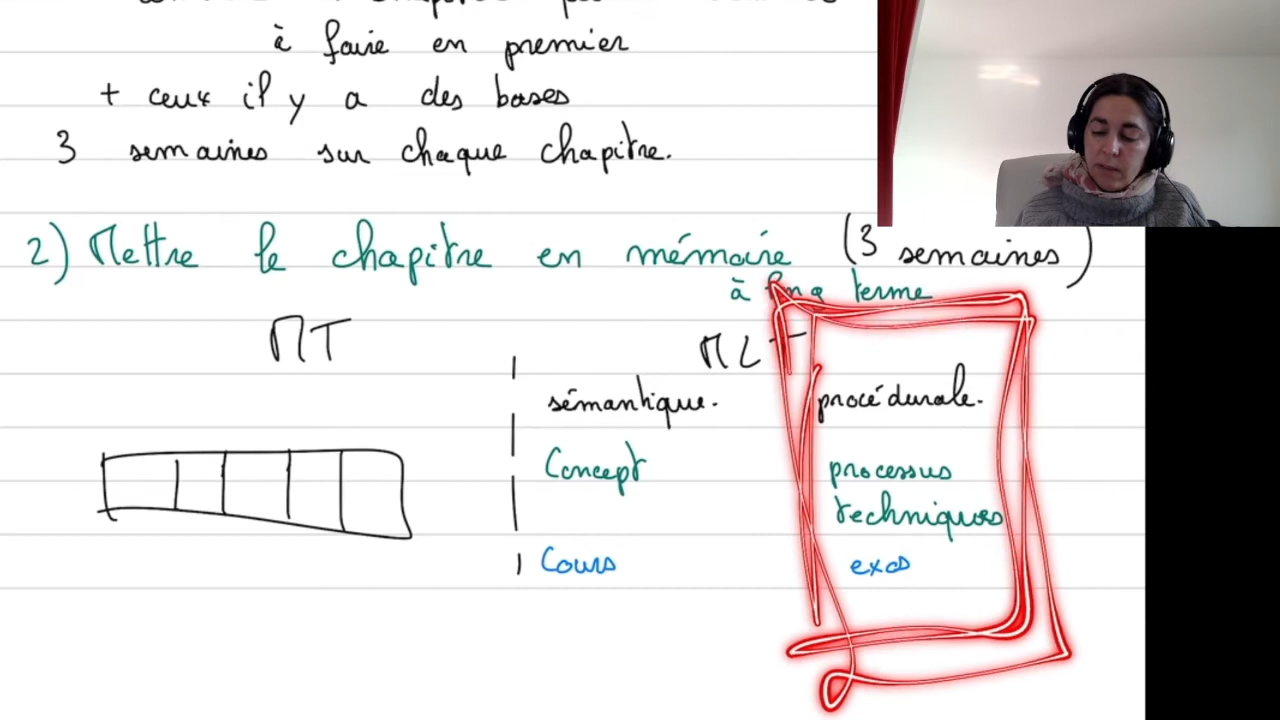 à faire en premier
+ ceux il y a des bases
3 semaines sur chaque chapitre.
2) Mettre le chapitre en mémoire (3 semaines)
à long terme
MT
MLT
sémantique. procédurale.
Concept processus
techniques
Cours exos